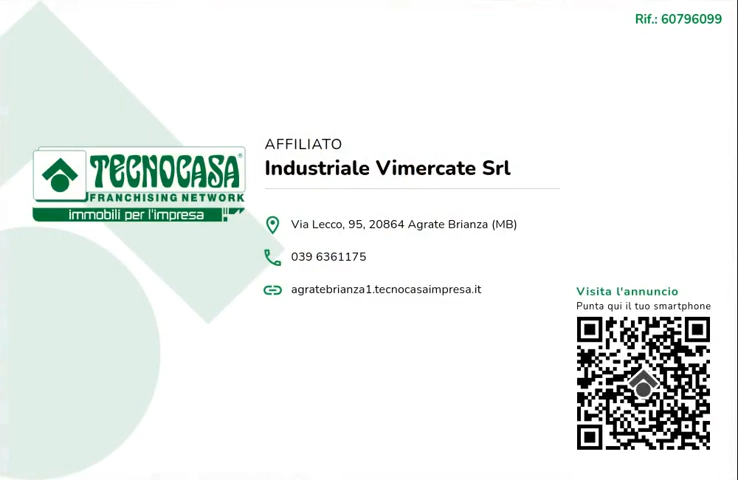 Rif.: 60796099
AFFILIATO
Industriale Vimercate Srl
TECNOCASA®
FRANCHISING NETWORK
immobili per l'impresa
Via Lecco, 95, 20864 Agrate Brianza (MB)
039 6361175
agratebrianza1.tecnocasaimpresa.it
Visita l'annuncio
Punta qui il tuo smartphone